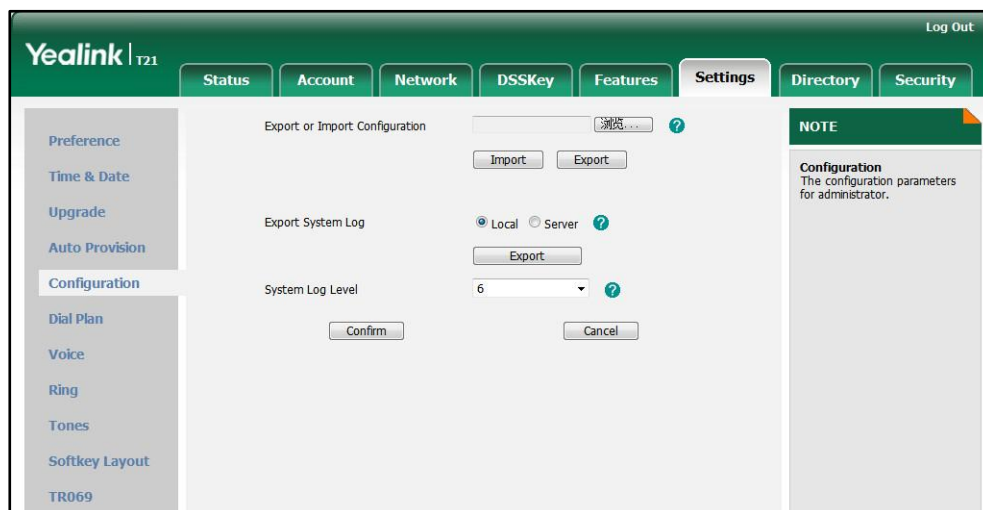 Log Out
Yealink T21
Status Account Network DSSKey Features Settings Directory Security
Preference
Time & Date
Upgrade
Auto Provision
Configuration
Dial Plan
Voice
Ring
Tones
Softkey Layout
TR069
Export or Import Configuration 浏览... ?
Import Export
Export System Log Local Server ?
Export
System Log Level 6 ?
Confirm Cancel
NOTE
Configuration
The configuration parameters
for administrator.